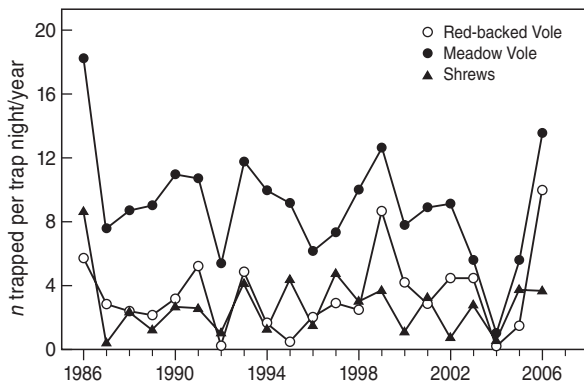 n trapped per trap night/year
20
16
12
8
4
0
Red-backed Vole
Meadow Vole
Shrews
1986 1990 1994 1998 2002 2006